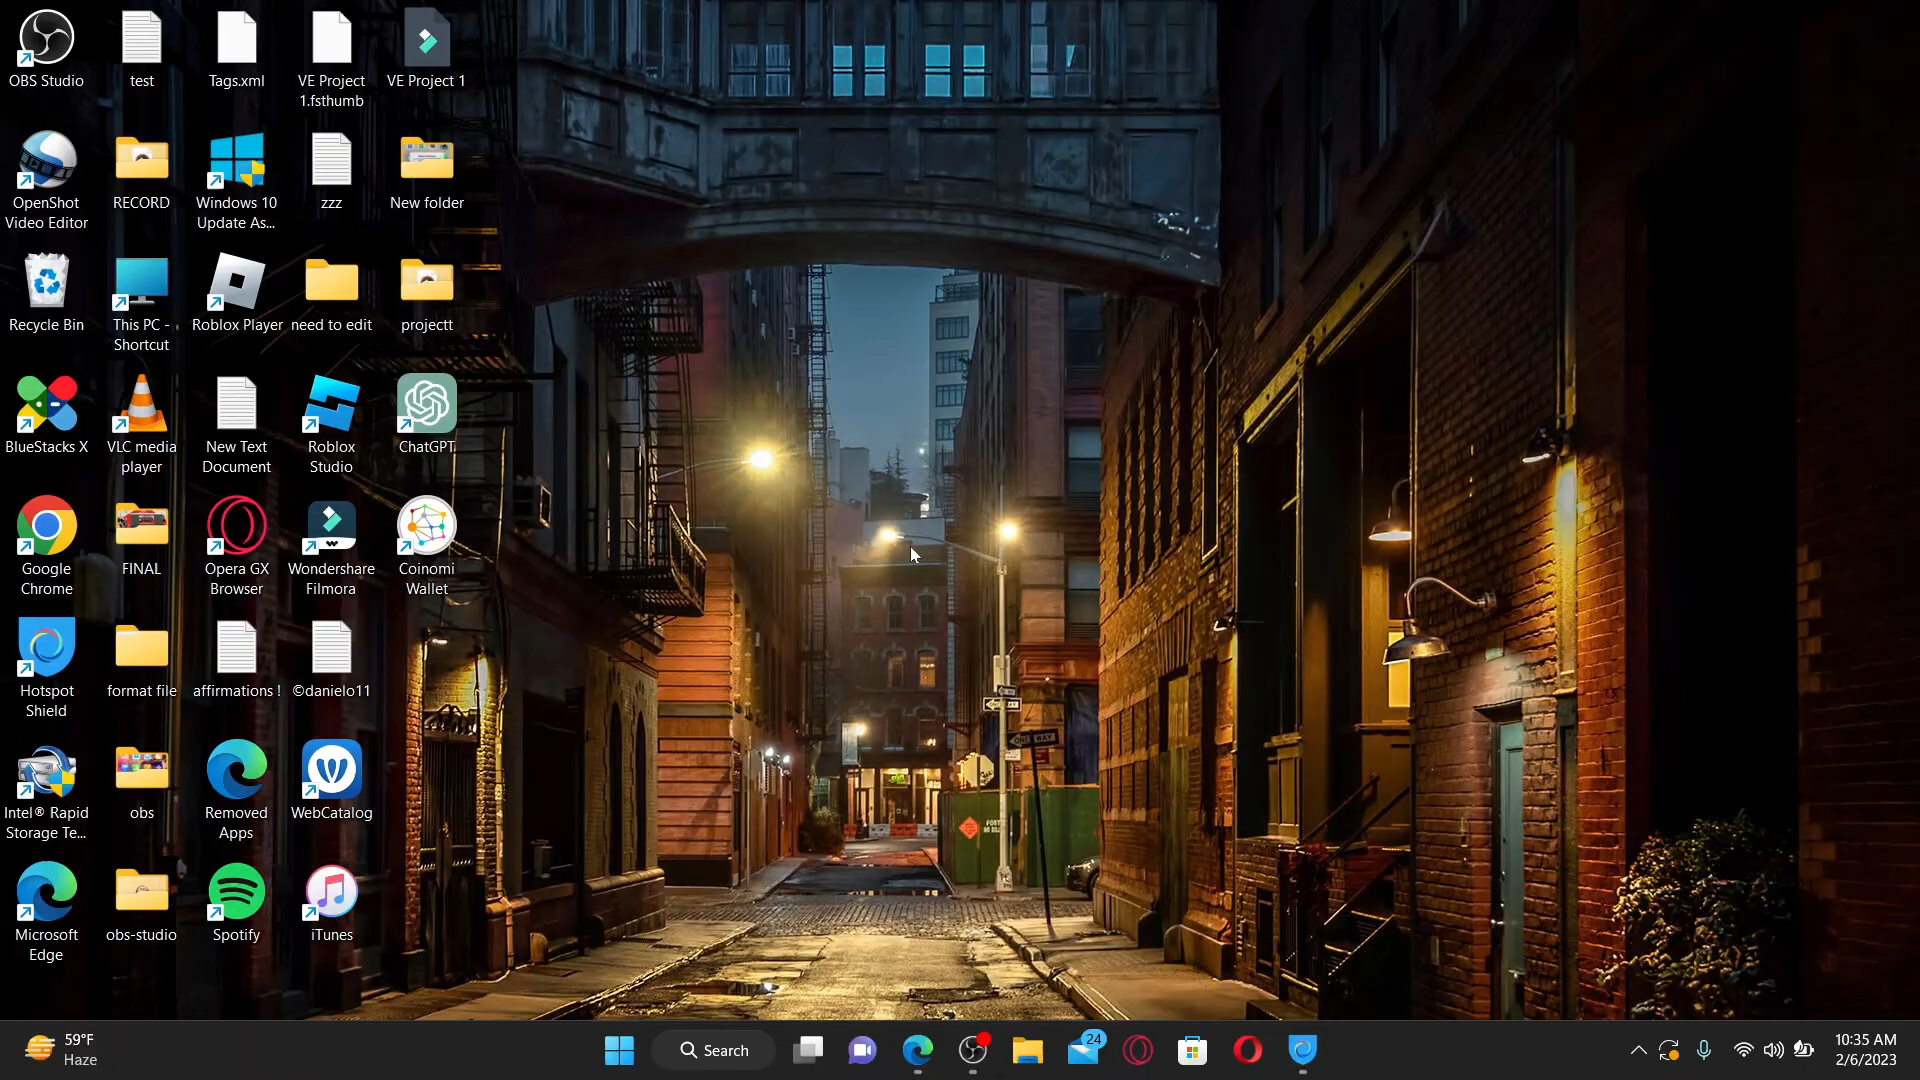 OBS Studio
test
Tags.xml
VE Project
1.fsthumb
VE Project 1
OpenShot
Video Editor
RECORD
Windows 10
Update As...
zzz
New folder
Recycle Bin
This PC -
Shortcut
Roblox Player
need to edit
projectt
BlueStacks X
VLC media
player
New Text
Document
Roblox
Studio
ChatGPT
Google
Chrome
FINAL
Opera GX
Browser
Wondershare
Filmora
Coinomi
Wallet
Hotspot
Shield
format file
affirmations !
©danielo11
Intel® Rapid
Storage Te...
obs
Removed
Apps
WebCatalog
Microsoft
Edge
obs-studio
Spotify
iTunes
ONE WAY
59°F
Haze
Search
24
10:35 AM
2/6/2023